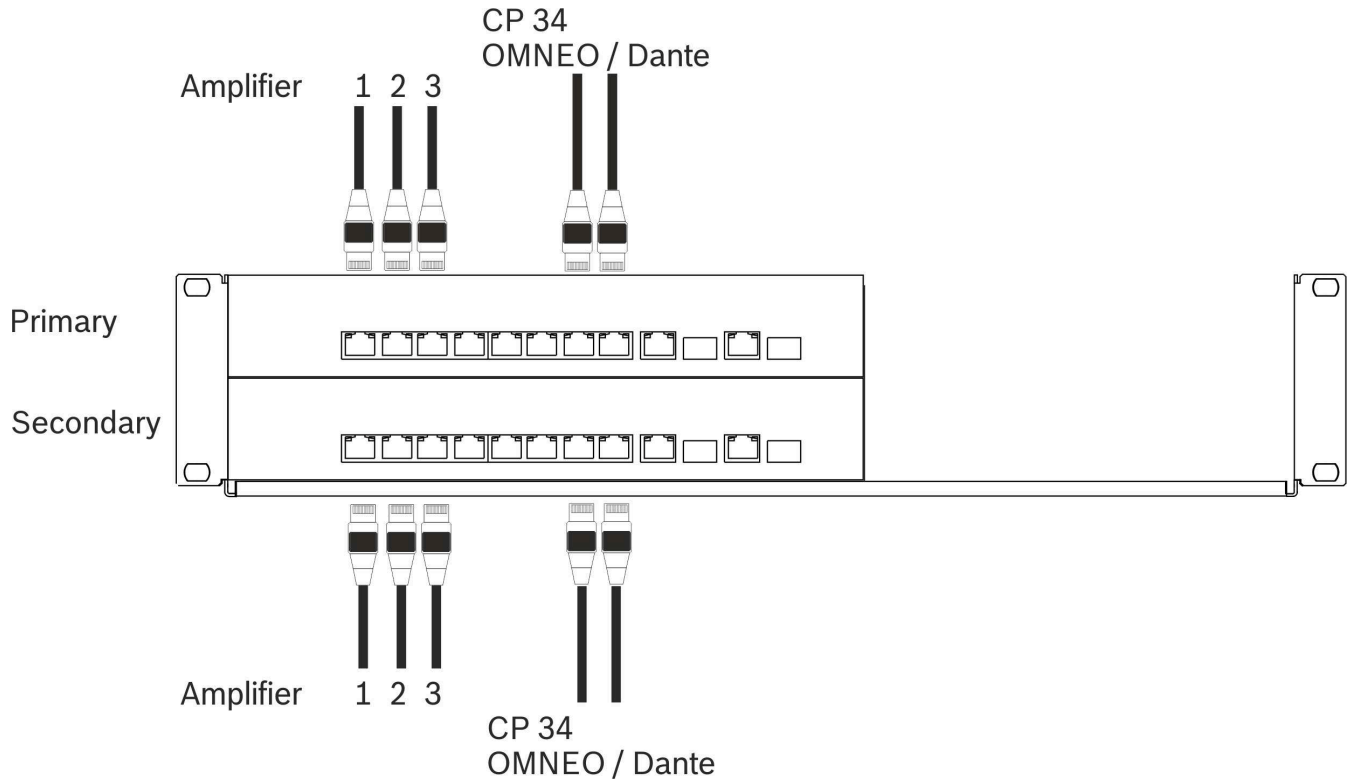 CP 34
OMNEO / Dante
Amplifier 1 2 3
Primary
Secondary
Amplifier 1 2 3
CP 34
OMNEO / Dante